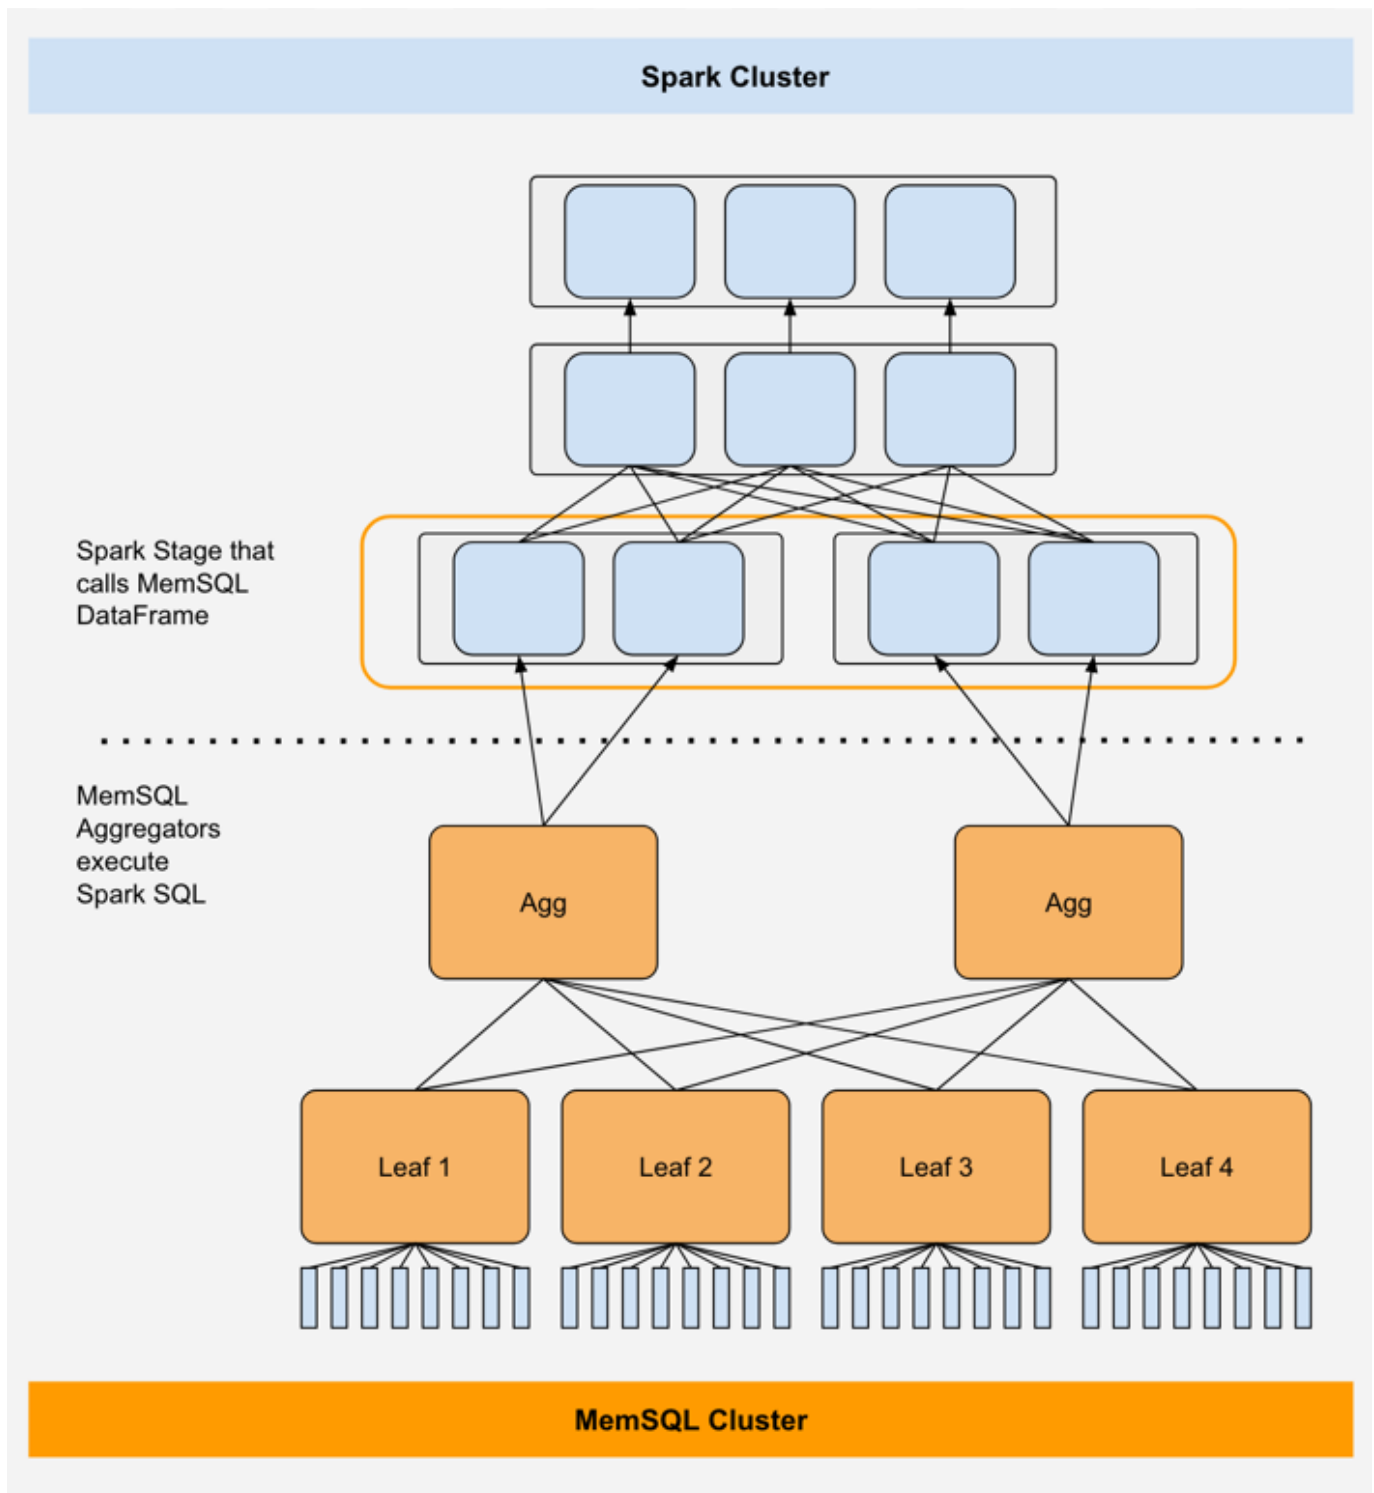 Spark Cluster
Spark Stage that
calls MemSQL
DataFrame
MemSQL
Aggregators
execute
Spark SQL
Agg
Agg
Leaf 1
Leaf 2
Leaf 3
Leaf 4
MemSQL Cluster